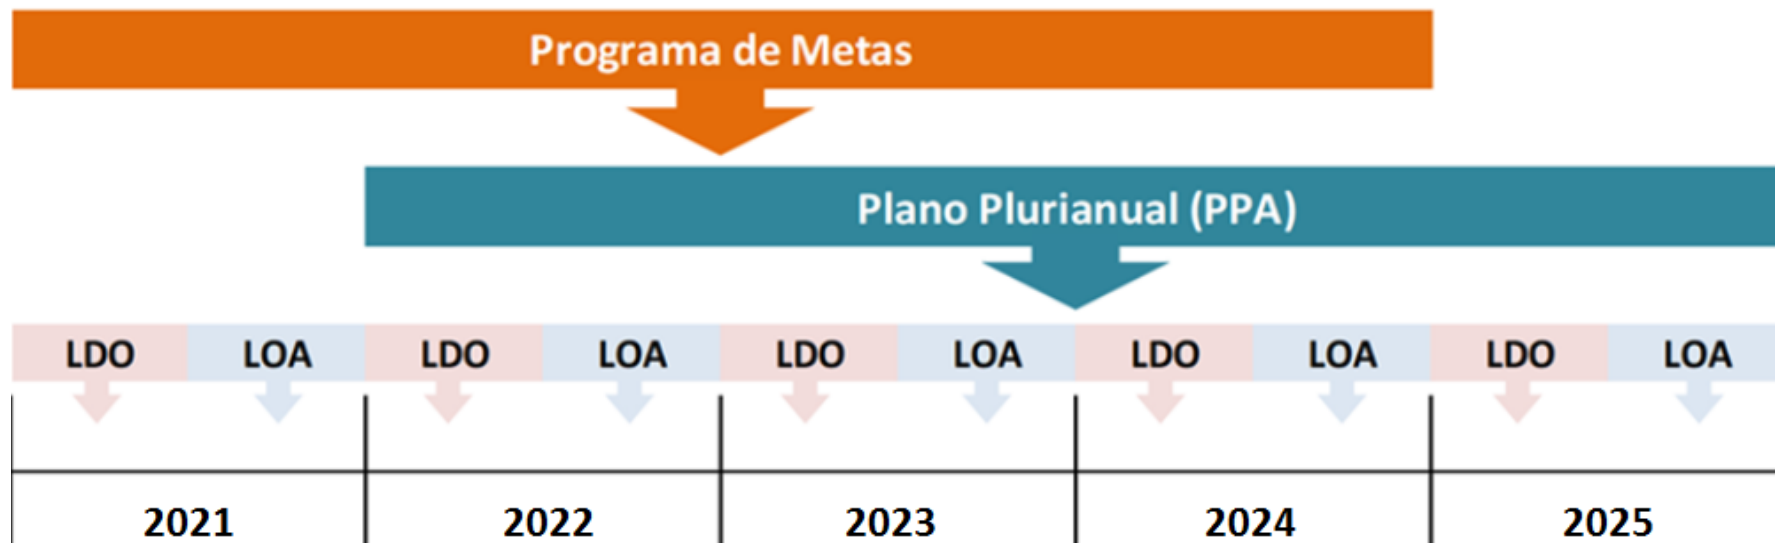 Programa de Metas
Plano Plurianual (PPA)
LDO LOA LDO LOA LDO LOA LDO LOA LDO LOA
2021 2022 2023 2024 2025